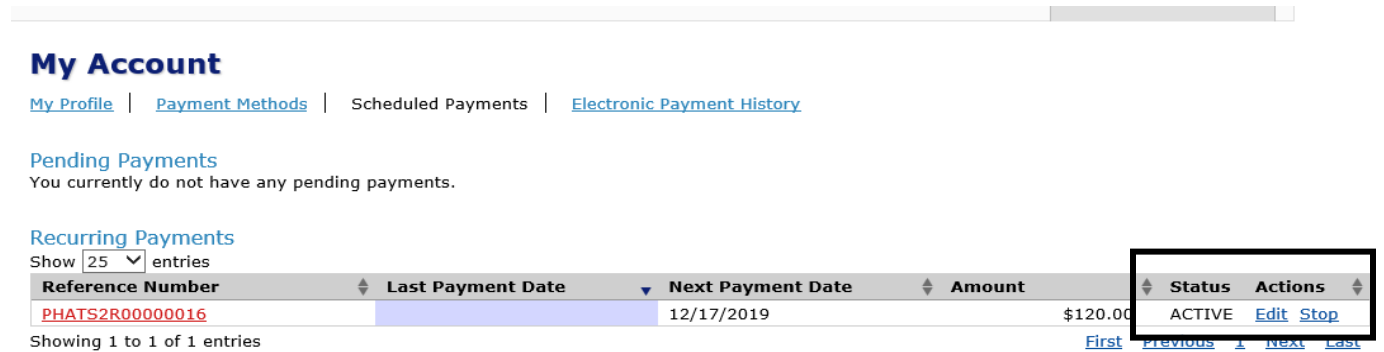 My Account
My Profile | Payment Methods | Scheduled Payments | Electronic Payment History
Pending Payments
You currently do not have any pending payments.
Recurring Payments
Show 25 entries
Reference Number Last Payment Date Next Payment Date Amount Status Actions
PHATS2R00000016 12/17/2019 $120.00 ACTIVE Edit Stop
Showing 1 to 1 of 1 entries First Previous 1 Next Last